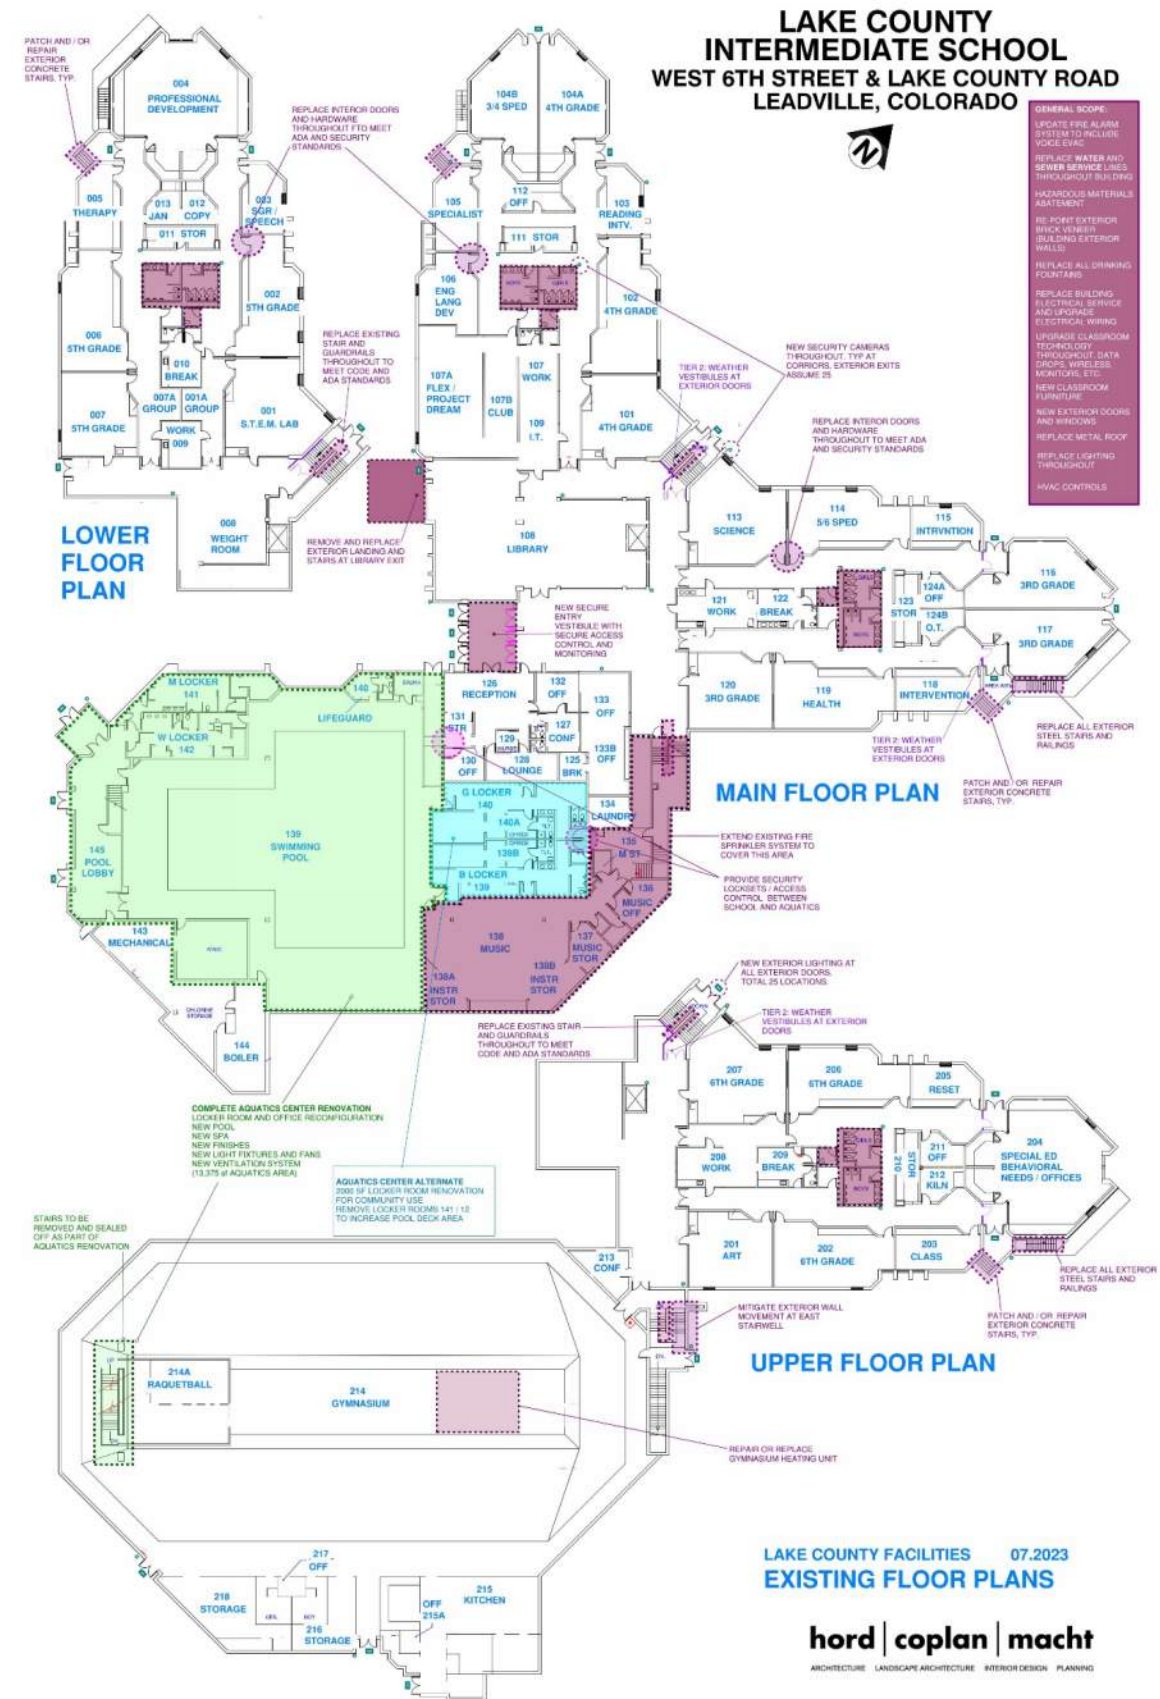 LAKE COUNTY
INTERMEDIATE SCHOOL
WEST 6TH STREET & LAKE COUNTY ROAD
LEADVILLE, COLORADO
GENERAL SCOPE:
UPDATE FIRE ALARM
SYSTEM TO INCLUDE
VOICE EVAC
REPLACE WATER AND
SEWER SERVICE LINES
THROUGHOUT BUILDING
HAZARDOUS MATERIALS
ABATEMENT
RE-POINT EXTERIOR
BRICK VENEER
(BUILDING EXTERIOR
WALLS)
REPLACE ALL DRINKING
FOUNTAINS
REPLACE BUILDING
ELECTRICAL SERVICE
AND UPGRADE
ELECTRICAL WIRING
UPGRADE CLASSROOM
TECHNOLOGY
THROUGHOUT, DATA
DROPS, WIRELESS,
MONITORS, ETC.
NEW CLASSROOM
FURNITURE
NEW EXTERIOR DOORS
AND WINDOWS
REPLACE METAL ROOF
REPLACE LIGHTING
THROUGHOUT
HVAC CONTROLS
PATCH AND / OR
REPAIR
EXTERIOR
CONCRETE
STAIRS, TYP.
004
PROFESSIONAL
DEVELOPMENT
REPLACE INTERIOR DOORS
AND HARDWARE
THROUGHOUT FTO MEET
ADA AND SECURITY
STANDARDS
005
THERAPY
013
JAN
012
COPY
011 STOR
003
SGR /
SPEECH
002
5TH GRADE
006
5TH GRADE
010
BREAK
007
5TH GRADE
007A
GROUP
001A
GROUP
WORK
009
001
S.T.E.M. LAB
REPLACE EXISTING
STAIR AND
GUARDRAILS
THROUGHOUT TO
MEET CODE AND
ADA STANDARDS
008
WEIGHT
ROOM
LOWER
FLOOR
PLAN
REMOVE AND REPLACE
EXTERIOR LANDING AND
STAIRS AT LIBRARY EXIT
104B
3/4 SPED
104A
4TH GRADE
112
OFF
105
SPECIALIST
103
READING
INTV.
111 STOR
106
ENG
LANG
DEV
BOYS
GIRLS
102
4TH GRADE
107A
FLEX /
PROJECT
DREAM
107
WORK
107B
CLUB
109
I.T.
101
4TH GRADE
108
LIBRARY
TIER 2: WEATHER
VESTIBULES AT
EXTERIOR DOORS
NEW SECURITY CAMERAS
THROUGHOUT, TYP AT
CORRIORS, EXTERIOR EXITS
ASSUME 25
REPLACE INTERIOR DOORS
AND HARDWARE
THROUGHOUT TO MEET ADA
AND SECURITY STANDARDS
113
SCIENCE
114
5/6 SPED
115
INTRVNTION
116
3RD GRADE
121
WORK
122
BREAK
GIRLS
BOYS
123
STOR
124A
OFF
124B
O.T.
117
3RD GRADE
120
3RD GRADE
119
HEALTH
118
INTERVENTION
NEW SECURE
ENTRY
VESTIBULE WITH
SECURE ACCESS
CONTROL AND
MONITORING
REPLACE ALL EXTERIOR
STEEL STAIRS AND
RAILINGS
TIER 2: WEATHER
VESTIBULES AT
EXTERIOR DOORS
PATCH AND / OR REPAIR
EXTERIOR CONCRETE
STAIRS, TYP.
MAIN FLOOR PLAN
M LOCKER
141
140
LIFEGUARD
W LOCKER
142
126
RECEPTION
132
OFF
133
OFF
131
STR
127
CONF
129
128
LOUNGE
130
OFF
125
BRK
133B
OFF
G LOCKER
140
140A
OFFICE
OFFICE
139B
B LOCKER
139
134
LAUNDRY
135
M ST
136
MUSIC
OFF
139
SWIMMING
POOL
145
POOL
LOBBY
143
MECHANICAL
138
MUSIC
137
MUSIC
STOR
138A
INSTR
STOR
138B
INSTR
STOR
144
BOILER
CHLORINE
STORAGE
EXTEND EXISTING FIRE
SPRINKLER SYSTEM TO
COVER THIS AREA
PROVIDE SECURITY
LOCKSETS / ACCESS
CONTROL BETWEEN
SCHOOL AND AQUATICS
NEW EXTERIOR LIGHTING AT
ALL EXTERIOR DOORS,
TOTAL 25 LOCATIONS.
TIER 2: WEATHER
VESTIBULES AT EXTERIOR
DOORS
REPLACE EXISTING STAIR
AND GUARDRAILS
THROUGHOUT TO MEET
CODE AND ADA STANDARDS
COMPLETE AQUATICS CENTER RENOVATION
LOCKER ROOM AND OFFICE RECONFIGURATION
NEW POOL
NEW SPA
NEW FINISHES
NEW LIGHT FIXTURES AND FANS
NEW VENTILATION SYSTEM
(13,375 sf AQUATICS AREA)
AQUATICS CENTER ALTERNATE
2000 SF LOCKER ROOM RENOVATION
FOR COMMUNITY USE
REMOVE LOCKER ROOMS 141 / 12
TO INCREASE POOL DECK AREA
STAIRS TO BE
REMOVED AND SEALED
OFF AS PART OF
AQUATICS RENOVATION
207
6TH GRADE
206
6TH GRADE
205
RESET
208
WORK
209
BREAK
GIRLS
BOYS
STOR
210
211
OFF
212
KILN
204
SPECIAL ED
BEHAVIORAL
NEEDS / OFFICES
201
ART
202
6TH GRADE
203
CLASS
213
CONF
REPLACE ALL EXTERIOR
STEEL STAIRS AND
RAILINGS
MITIGATE EXTERIOR WALL
MOVEMENT AT EAST
STAIRWELL
PATCH AND / OR REPAIR
EXTERIOR CONCRETE
STAIRS, TYP.
UPPER FLOOR PLAN
214A
RAQUETBALL
214
GYMNASIUM
REPAIR OR REPLACE
GYMNASIUM HEATING UNIT
217
OFF
218
STORAGE
216
STORAGE
OFF
215A
215
KITCHEN
LAKE COUNTY FACILITIES 07.2023
EXISTING FLOOR PLANS
hord | coplan | macht
ARCHITECTURE LANDSCAPE ARCHITECTURE INTERIOR DESIGN PLANNING